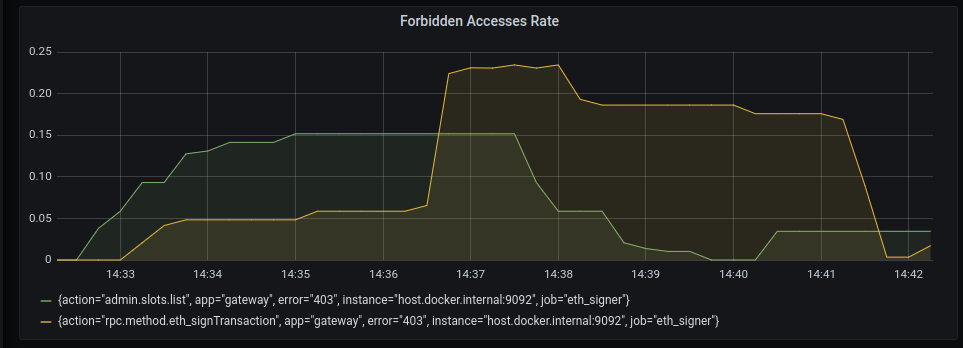 Forbidden Accesses Rate
0.25
0.20
0.15
0.10
0.05
0
14:33 14:34 14:35 14:36 14:37 14:38 14:39 14:40 14:41 14:42
{action="admin.slots.list", app="gateway", error="403", instance="host.docker.internal:9092", job="eth_signer"}
{action="rpc.method.eth_signTransaction", app="gateway", error="403", instance="host.docker.internal:9092", job="eth_signer"}